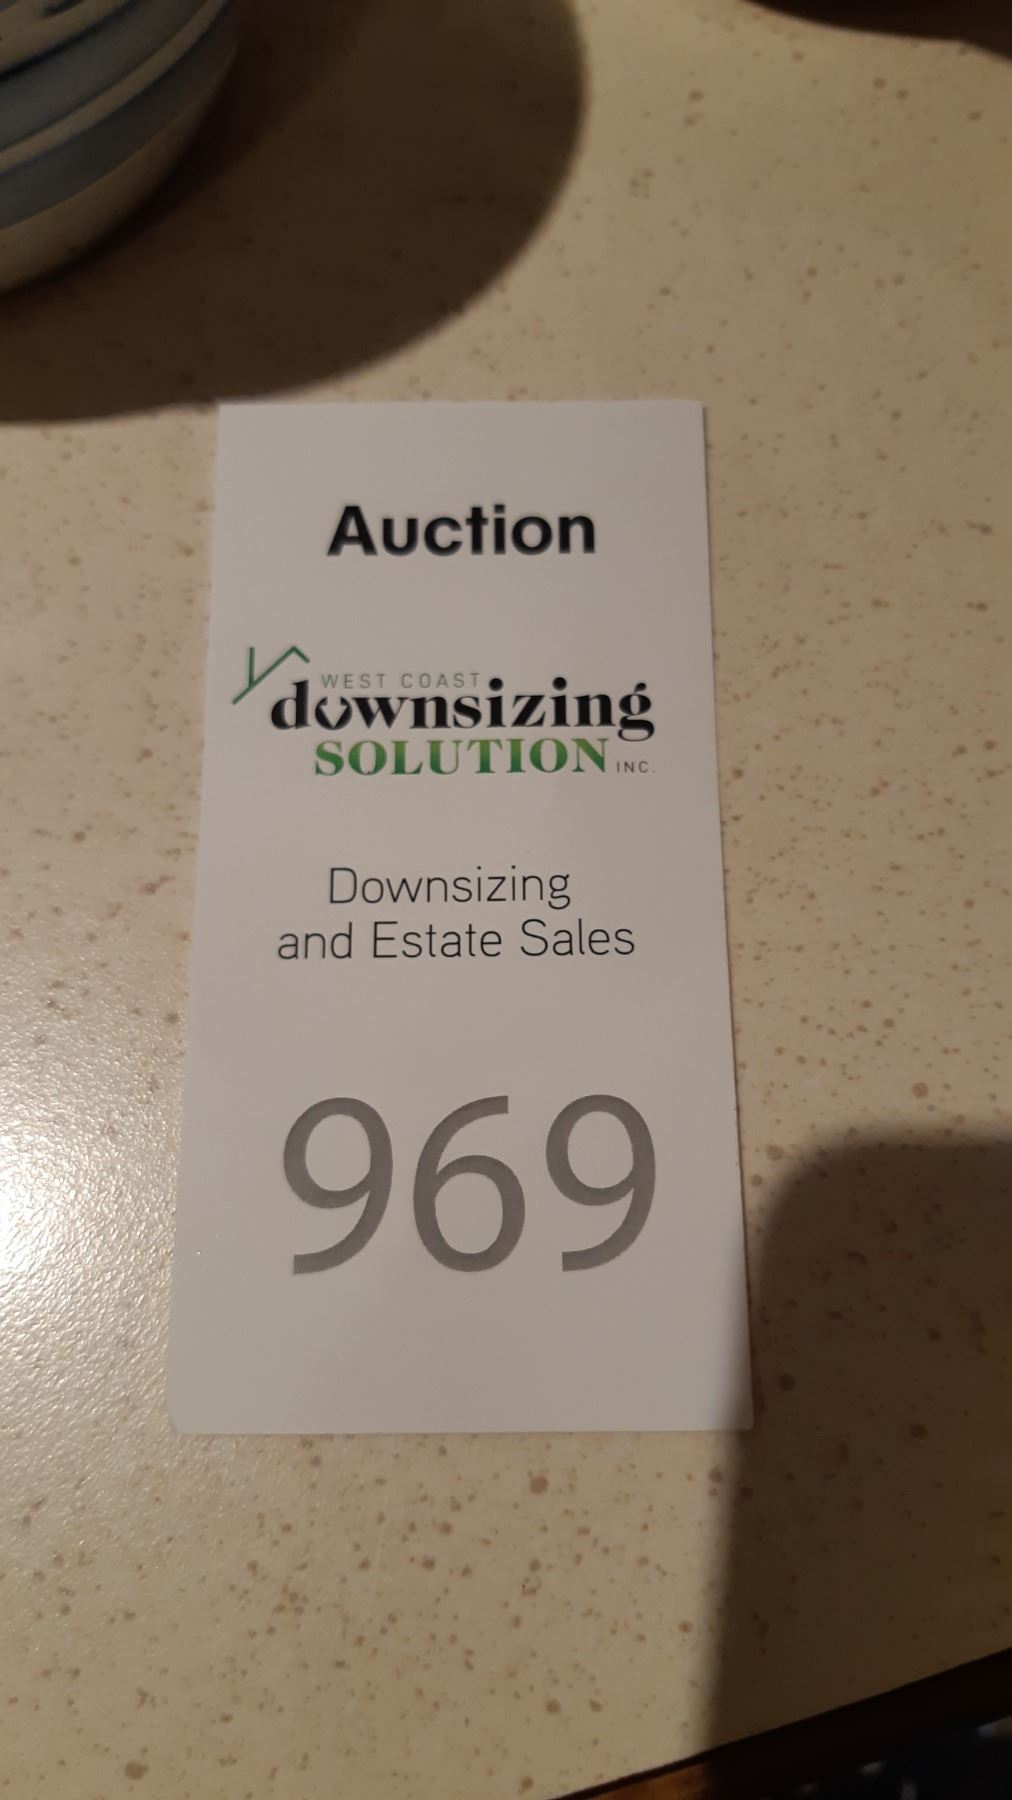 Auction
WEST COAST
downsizing
SOLUTION INC.
Downsizing
and Estate Sales
969